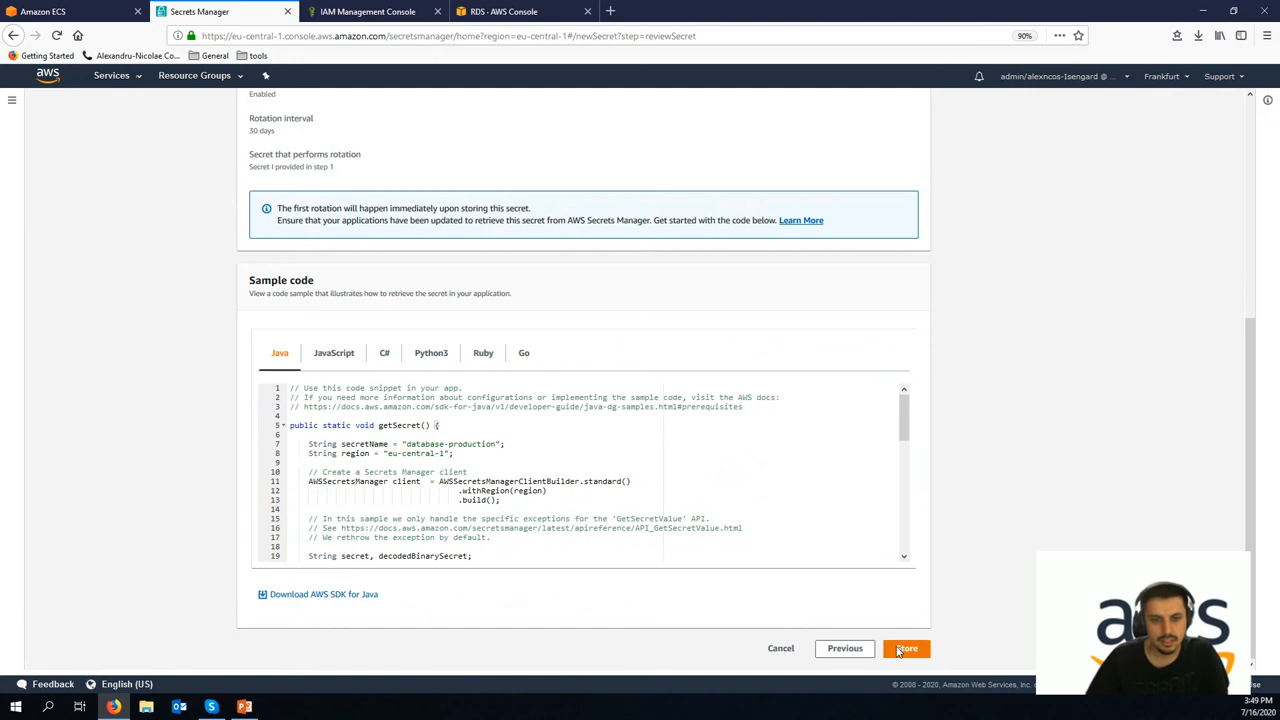 Amazon ECS
Secrets Manager
IAM Management Console
RDS - AWS Console
https://eu-central-1.console.aws.amazon.com/secretsmanager/home?region=eu-central-1#/newSecret?step=reviewSecret
90%
Getting Started
Alexandru-Nicolae Co...
General
tools
aws
Services
Resource Groups
admin/alexncos-Isengard @ ...
Frankfurt
Support
Enabled
Rotation interval
30 days
Secret that performs rotation
Secret I provided in step 1
The first rotation will happen immediately upon storing this secret.
Ensure that your applications have been updated to retrieve this secret from AWS Secrets Manager. Get started with the code below. Learn More
Sample code
View a code sample that illustrates how to retrieve the secret in your application.
Java
JavaScript
C#
Python3
Ruby
Go
1 // Use this code snippet in your app.
2 // If you need more information about configurations or implementing the sample code, visit the AWS docs:
3 // https://docs.aws.amazon.com/sdk-for-java/v1/developer-guide/java-dg-samples.html#prerequisites
4
5 public static void getSecret() {
6
7 String secretName = "database-production";
8 String region = "eu-central-1";
9
10 // Create a Secrets Manager client
11 AWSSecretsManager client = AWSSecretsManagerClientBuilder.standard()
12 .withRegion(region)
13 .build();
14
15 // In this sample we only handle the specific exceptions for the 'GetSecretValue' API.
16 // See https://docs.aws.amazon.com/secretsmanager/latest/apireference/API_GetSecretValue.html
17 // We rethrow the exception by default.
18
19 String secret, decodedBinarySecret;
Download AWS SDK for Java
Cancel
Previous
Store
aws
Feedback
English (US)
© 2008 - 2020, Amazon Web Services, In
se
3:49 PM
7/16/2020